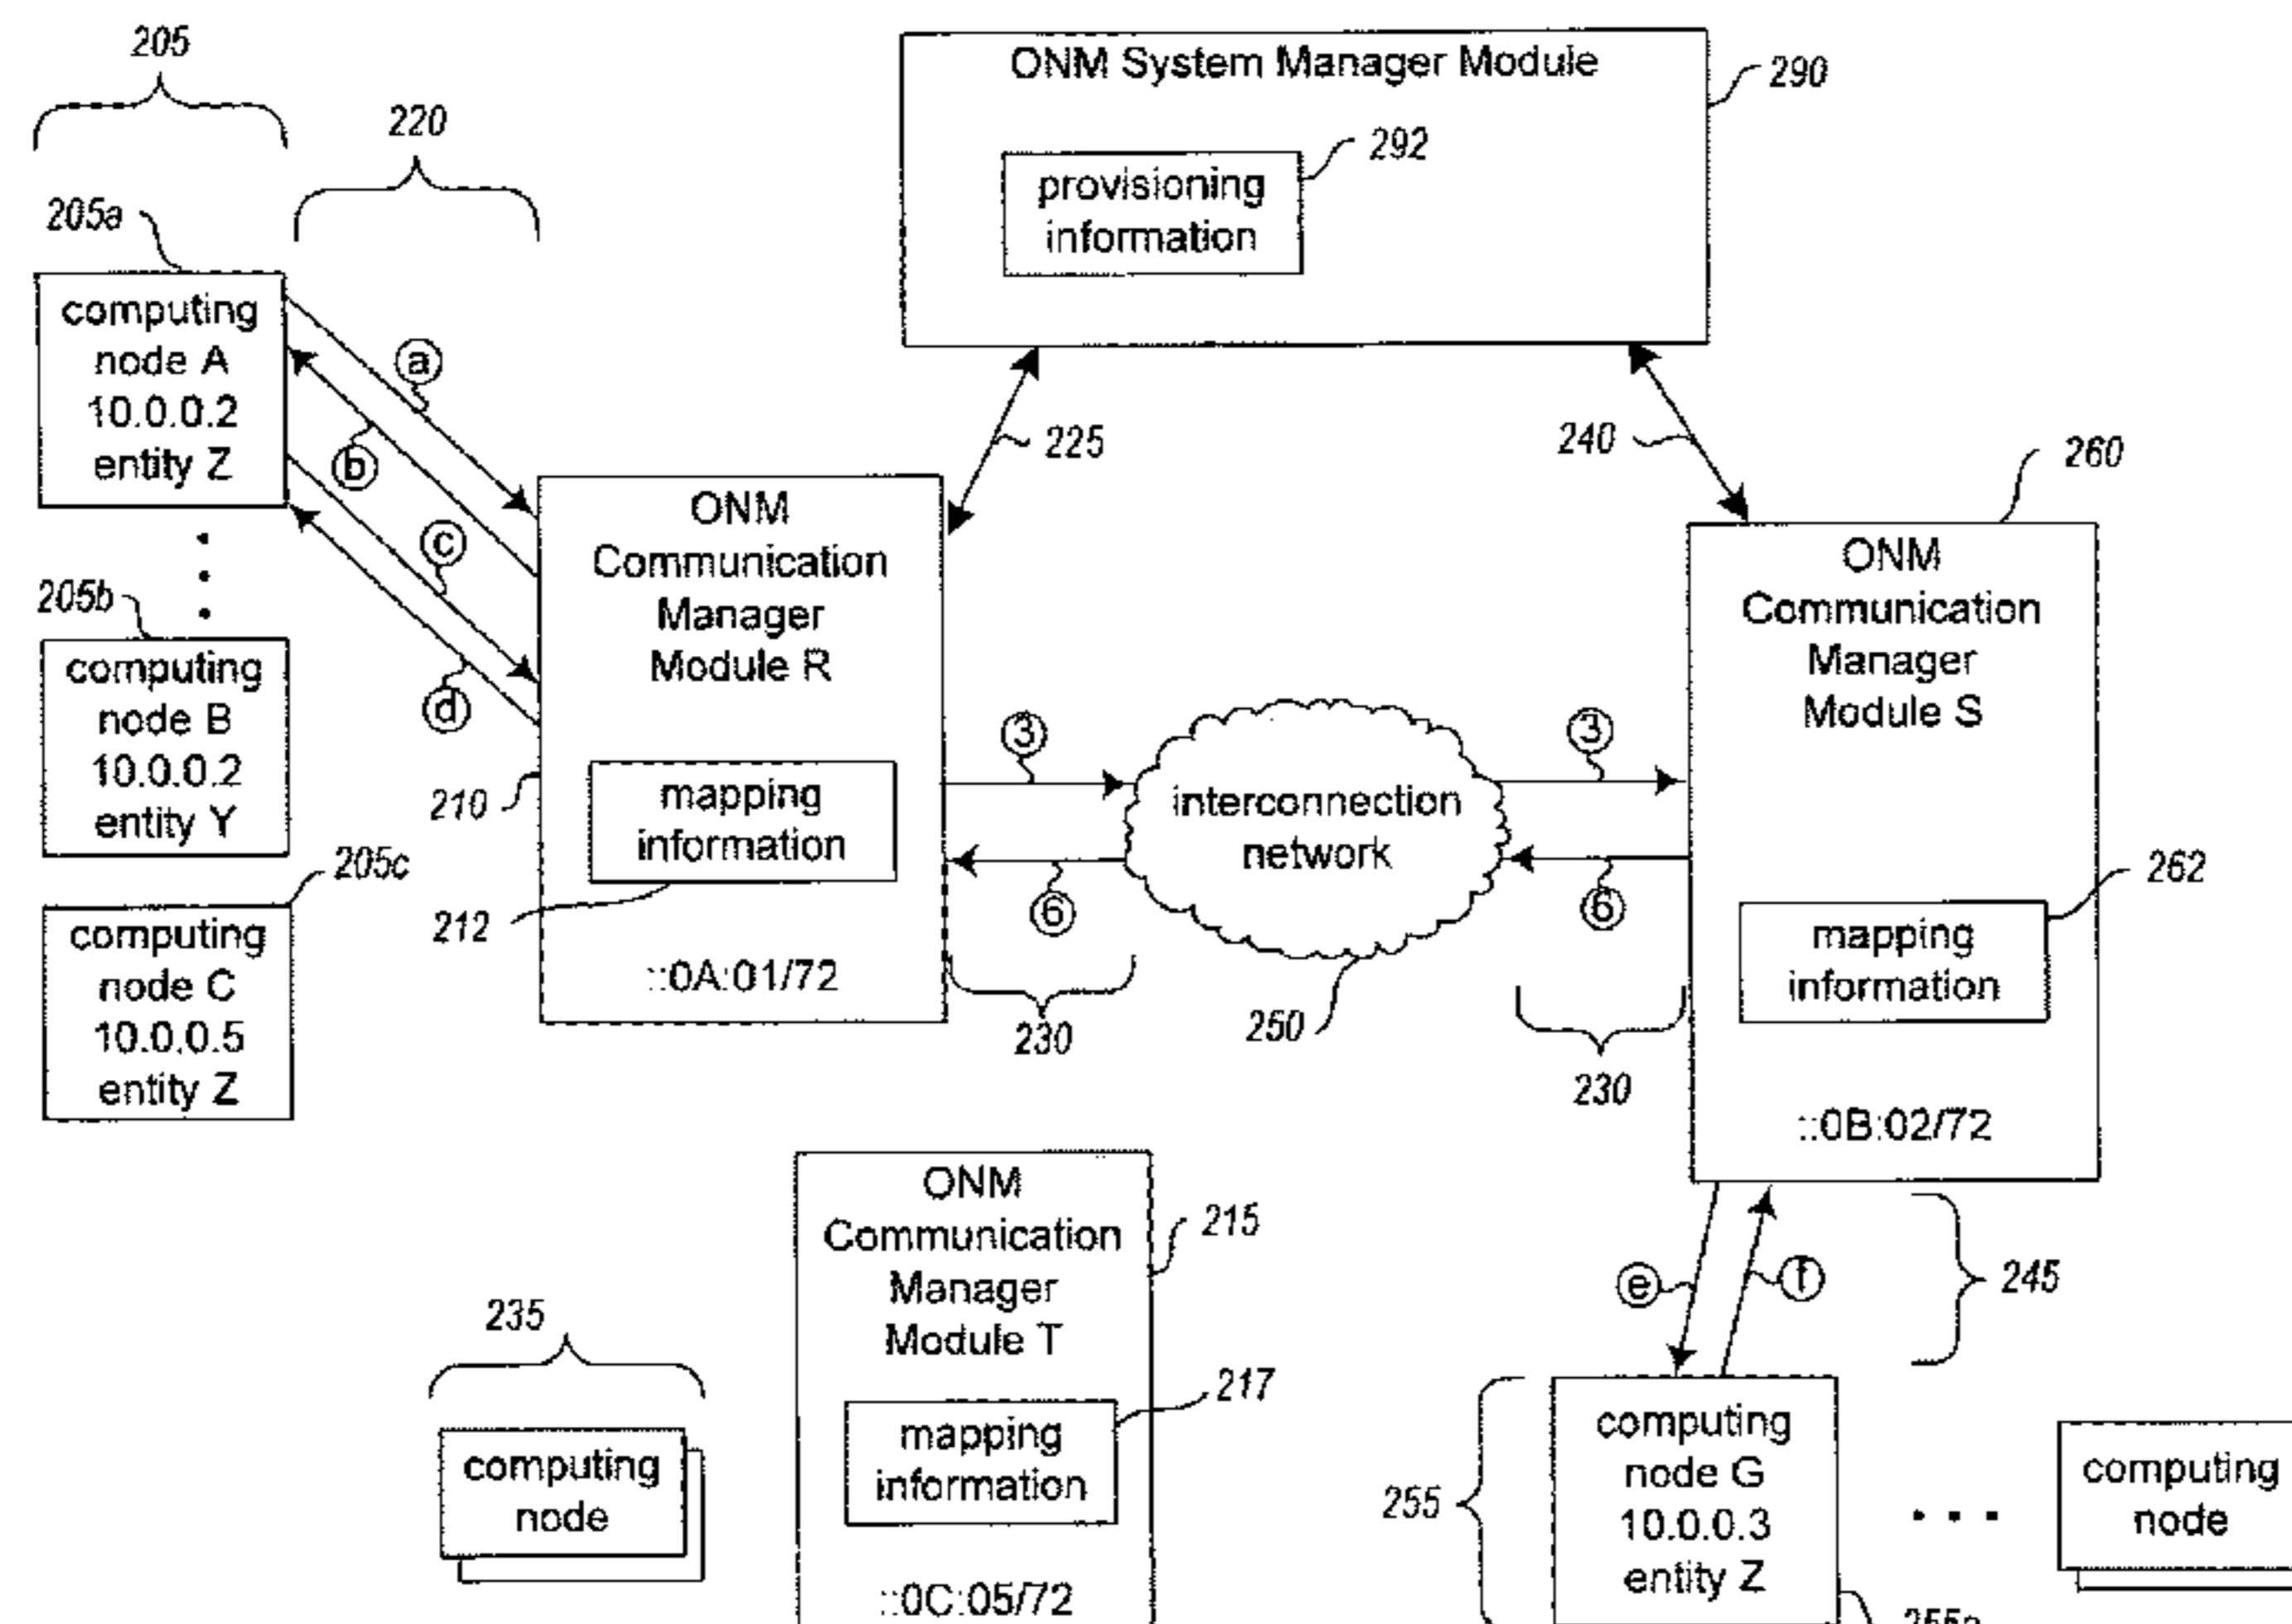 205
220
ONM System Manager Module
290
292
provisioning
information
205a
computing
node A
10.0.0.2
entity Z
a
b
c
d
225
240
260
ONM
Communication
Manager
Module R
mapping
information
210
212
::0A:01/72
205b
computing
node B
10.0.0.2
entity Y
205c
computing
node C
10.0.0.5
entity Z
3
6
230
interconnection
network
250
3
6
230
ONM
Communication
Manager
Module S
262
mapping
information
::0B:02/72
ONM
Communication
Manager
Module T
215
217
mapping
information
::0C:05/72
235
computing
node
e
f
245
255
computing
node G
10.0.0.3
entity Z
computing
node